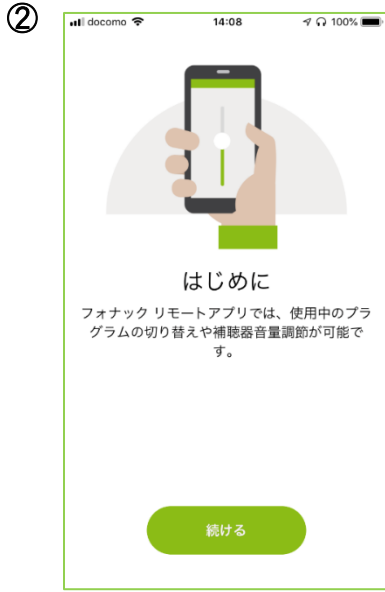 ②
docomo 14:08 100%
はじめに
フォナック リモートアプリでは、使用中のプラ
グラムの切り替えや補聴器音量調節が可能で
す。
続ける